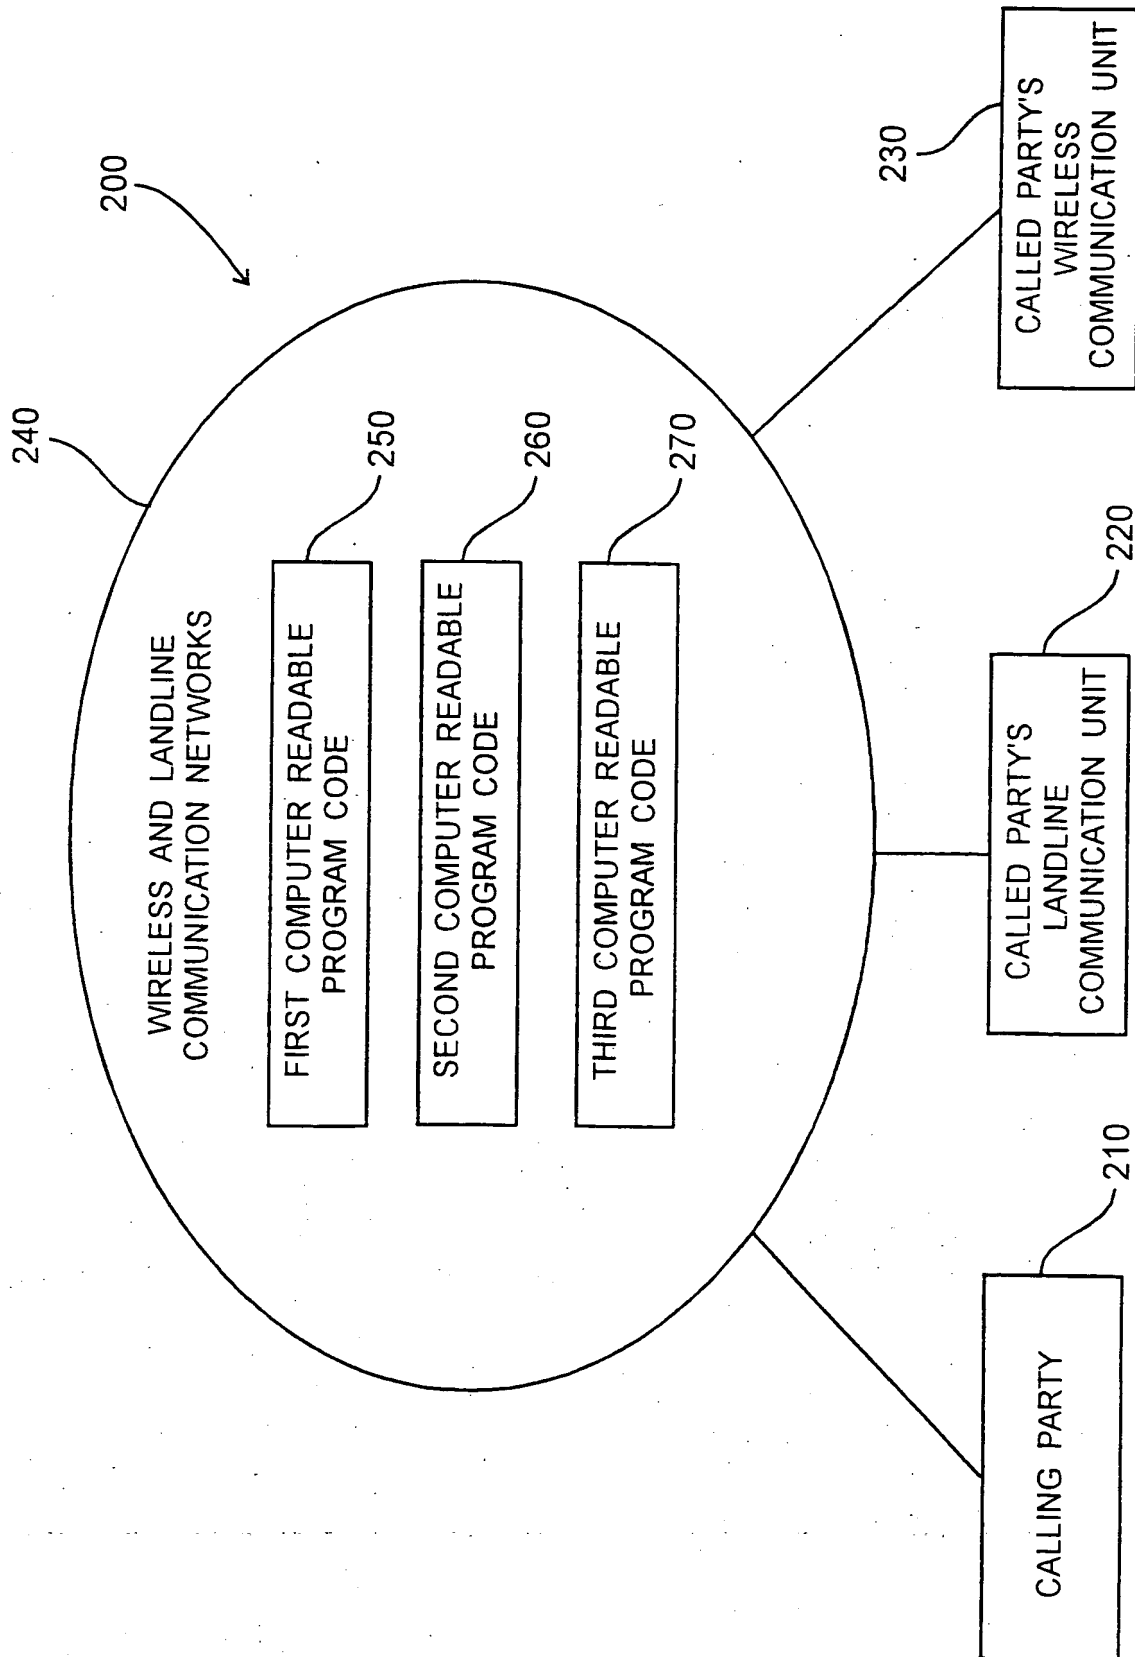 200
240
WIRELESS AND LANDLINE
COMMUNICATION NETWORKS
FIRST COMPUTER READABLE
PROGRAM CODE
250
SECOND COMPUTER READABLE
PROGRAM CODE
260
THIRD COMPUTER READABLE
PROGRAM CODE
270
CALLING PARTY
210
CALLED PARTY'S
LANDLINE
COMMUNICATION UNIT
220
CALLED PARTY'S
WIRELESS
COMMUNICATION UNIT
230